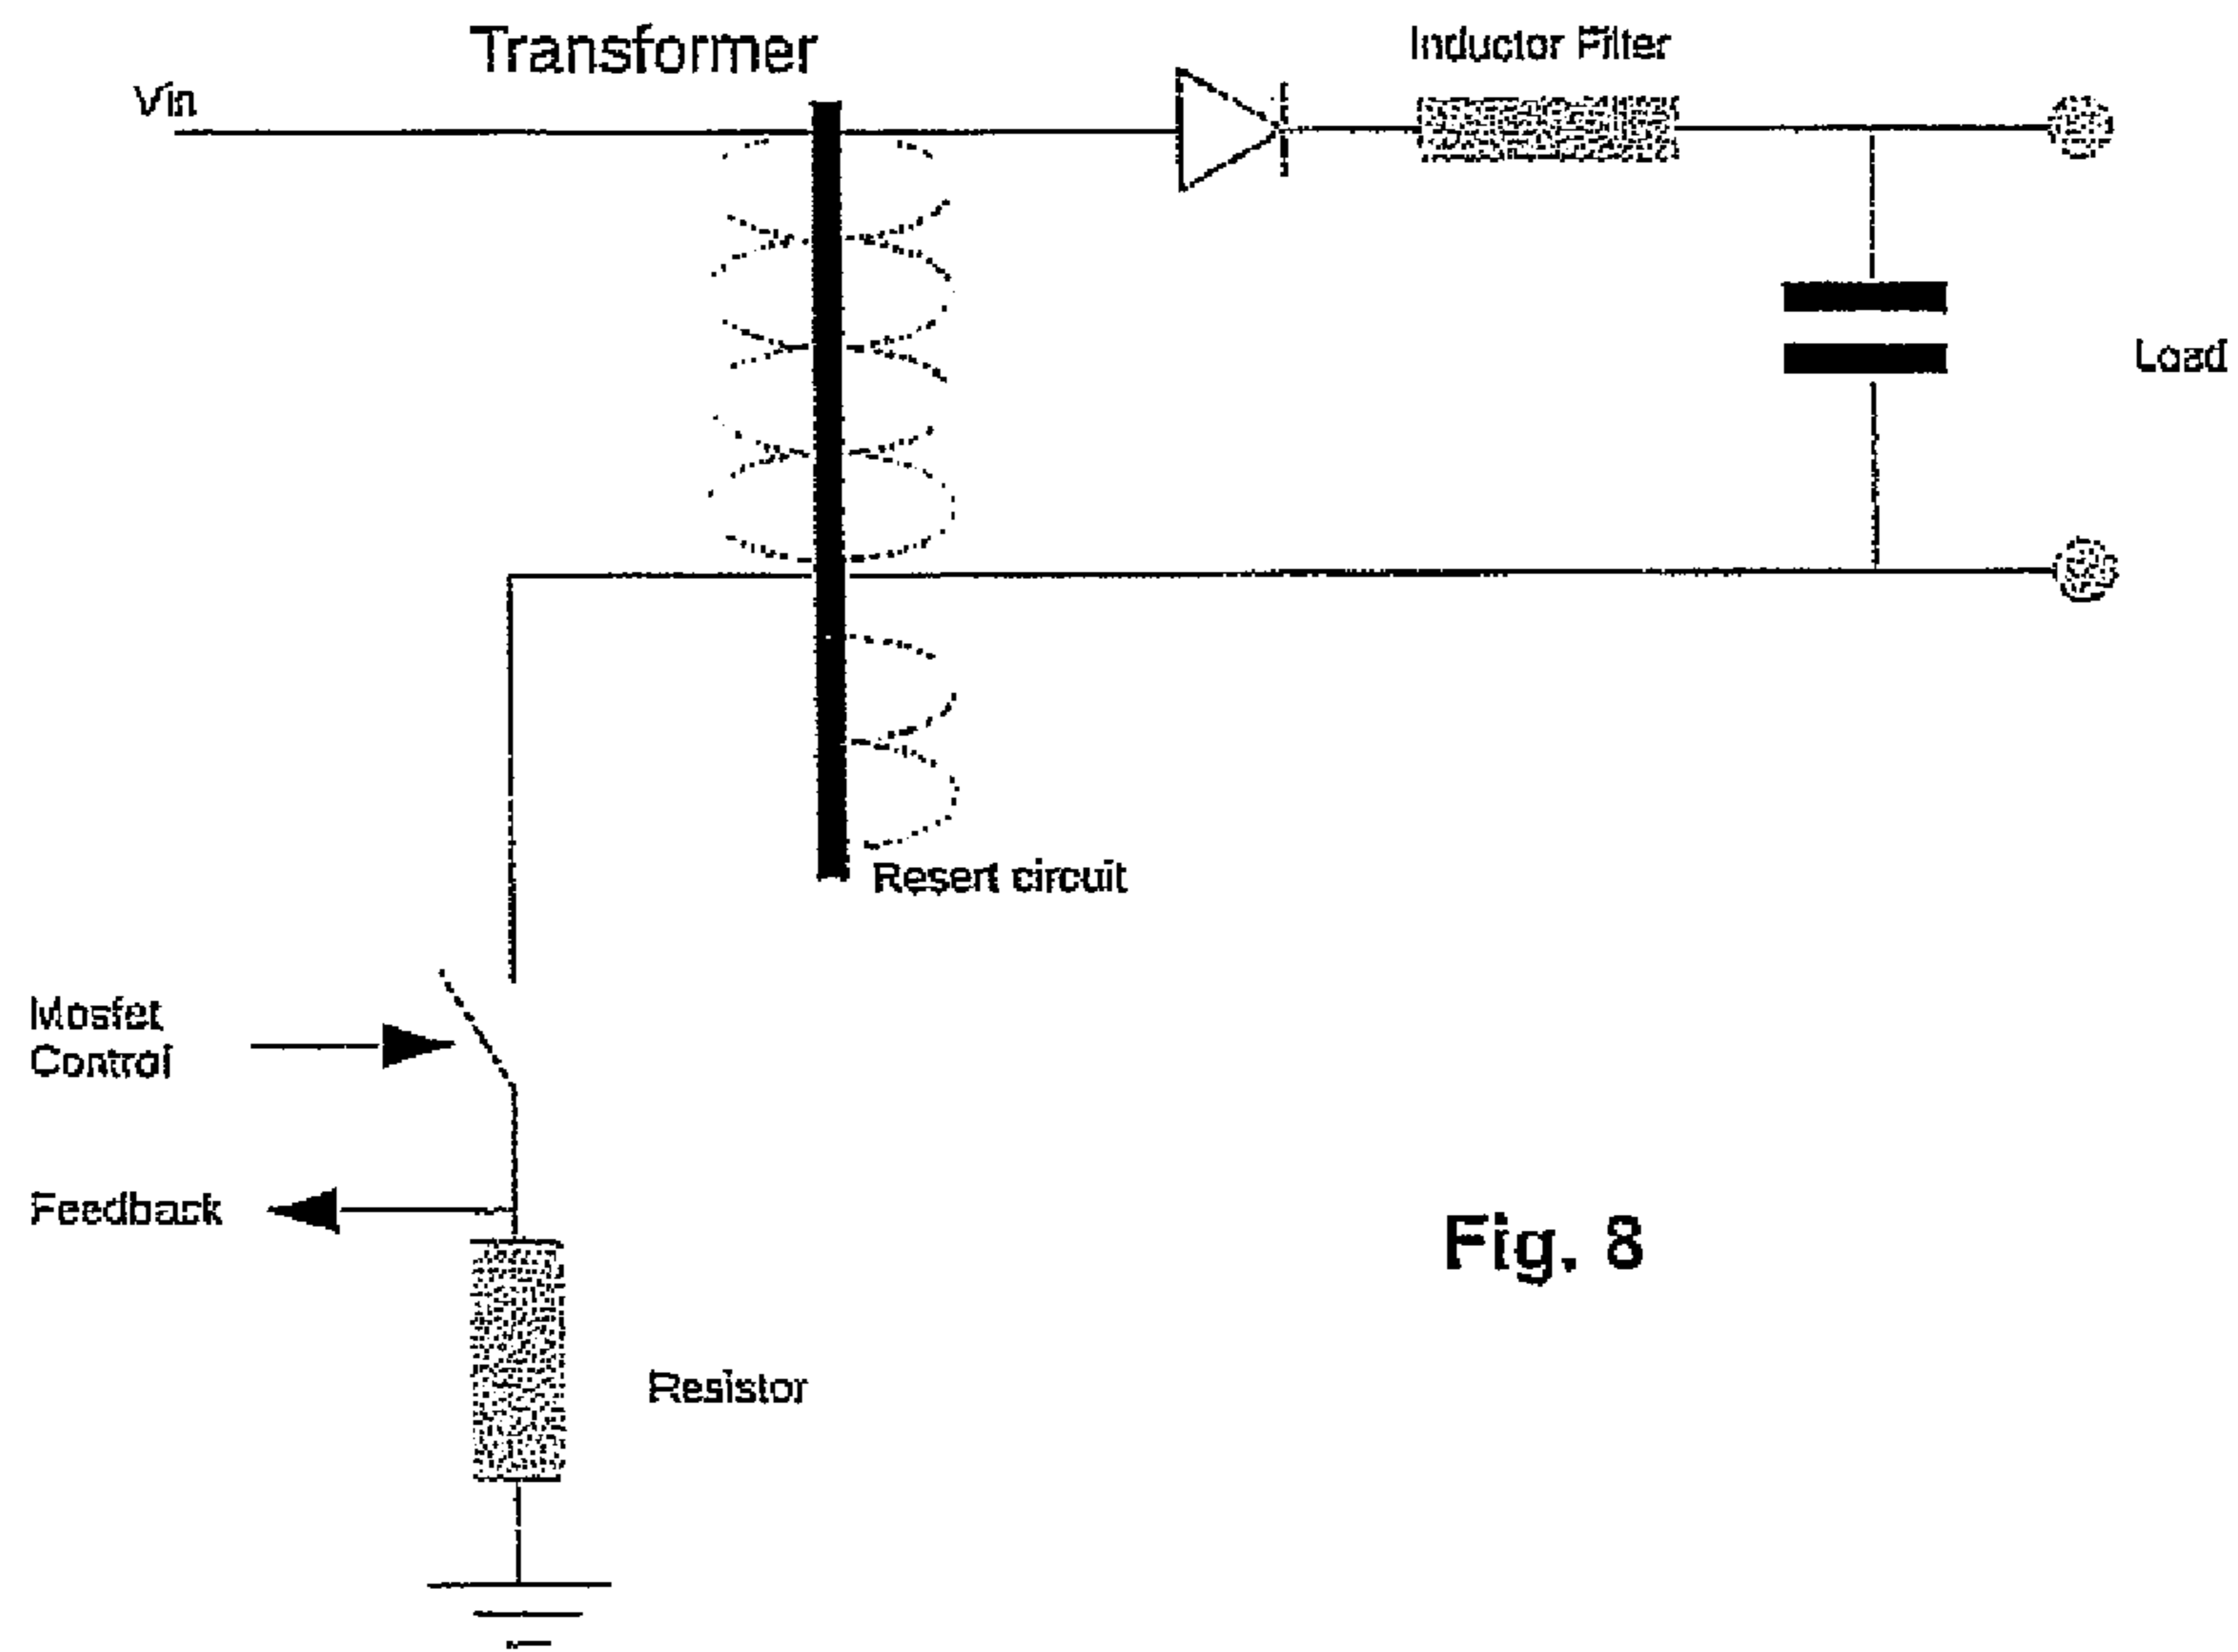 Transformer
Inductor Filter
Vin
Load
Resert circuit
Mosfet
Control
Feedback
Resistor
Fig. 8